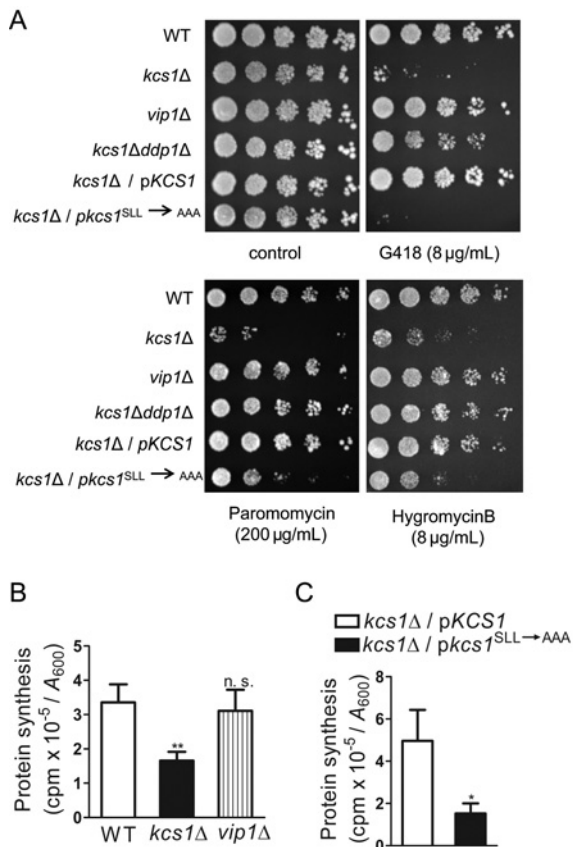 A
WT
kcs1Δ
vip1Δ
kcs1Δddp1Δ
kcs1Δ / pKCS1
kcs1Δ / pkcs1SLL → AAA
control
G418 (8 μg/mL)
WT
kcs1Δ
vip1Δ
kcs1Δddp1Δ
kcs1Δ / pKCS1
kcs1Δ / pkcs1SLL → AAA
Paromomycin
(200 μg/mL)
HygromycinB
(8 μg/mL)
B
Protein synthesis
(cpm x 10-5 / A600)
5
4
3
2
1
0
**
n. s.
WT
kcs1Δ
vip1Δ
C
kcs1Δ / pKCS1
kcs1Δ / pkcs1SLL→AAA
Protein synthesis
(cpm x 10-5 / A600)
8
6
4
2
0
*